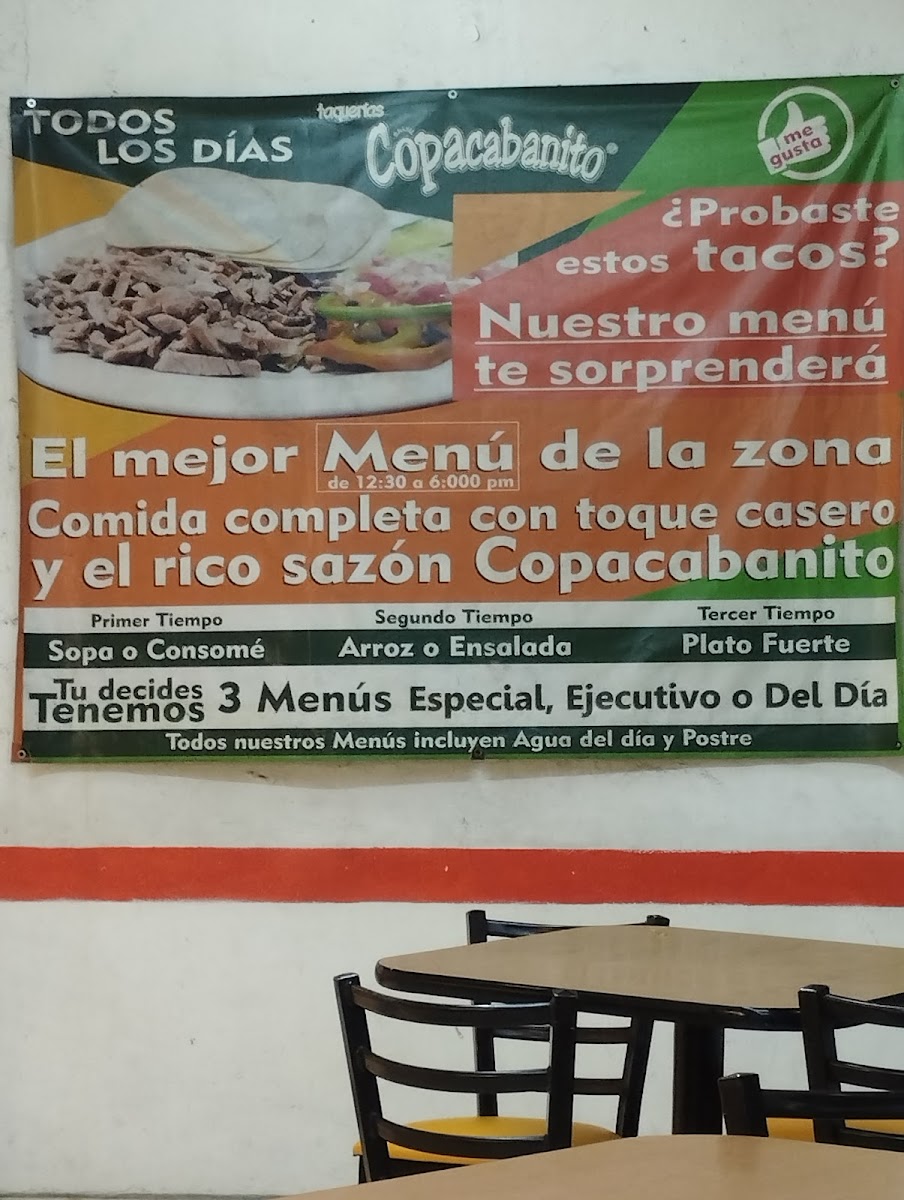 TODOS
LOS DÍAS
taquerías
Copacabanito
me
gusta
¿Probaste
estos tacos?
Nuestro menú
te sorprenderá
El mejor Menú de la zona
de 12:30 a 6:000 pm
Comida completa con toque casero
y el rico sazón Copacabanito
Primer Tiempo Segundo Tiempo Tercer Tiempo
Sopa o Consomé Arroz o Ensalada Plato Fuerte
Tu decides
Tenemos 3 Menús Especial, Ejecutivo o Del Día
Todos nuestros Menús incluyen Agua del día y Postre